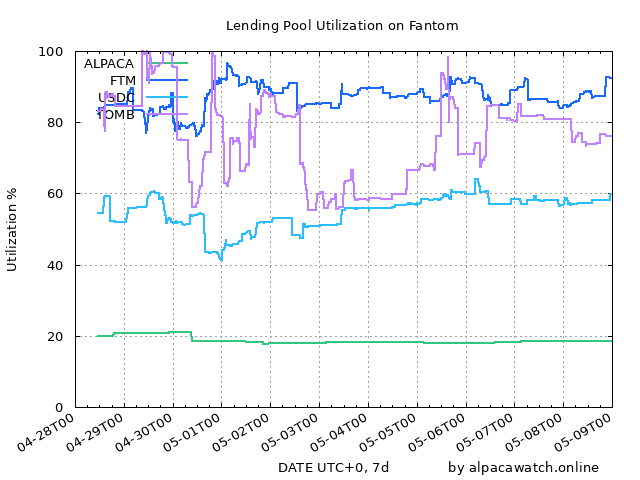 Lending Pool Utilization on Fantom
ALPACA
FTM
USDC
TOMB
Utilization %
100
80
60
40
20
0
04-28T00
04-29T00
04-30T00
05-01T00
05-02T00
05-03T00
05-04T00
05-05T00
05-06T00
05-07T00
05-08T00
05-09T00
DATE UTC+0, 7d
by alpacawatch.online